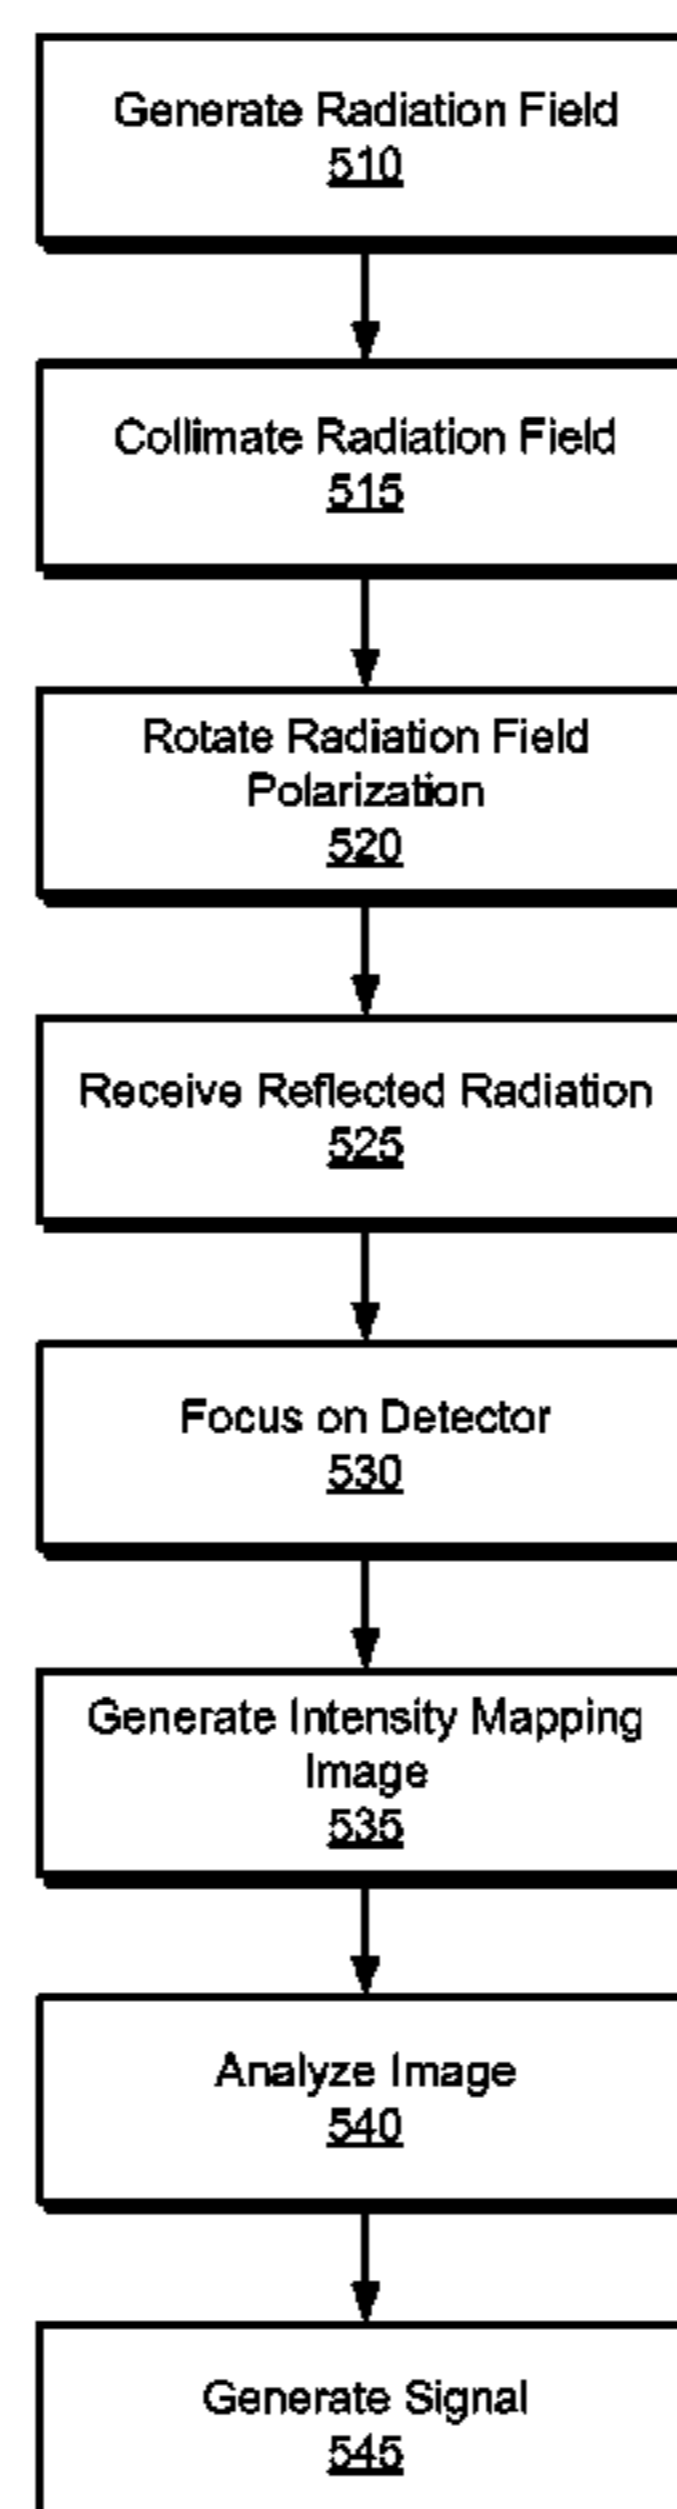 Generate Radiation Field
510
Collimate Radiation Field
515
Rotate Radiation Field
Polarization
520
Receive Reflected Radiation
525
Focus on Detector
530
Generate Intensity Mapping
Image
535
Analyze Image
540
Generate Signal
545